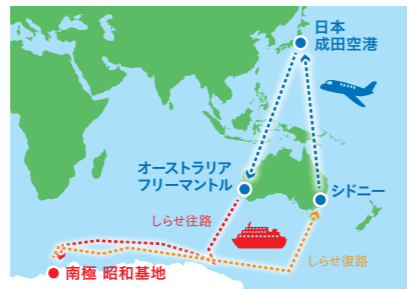 日本
成田空港
オーストラリア
フリーマントル
シドニー
しらせ往路
しらせ復路
南極 昭和基地